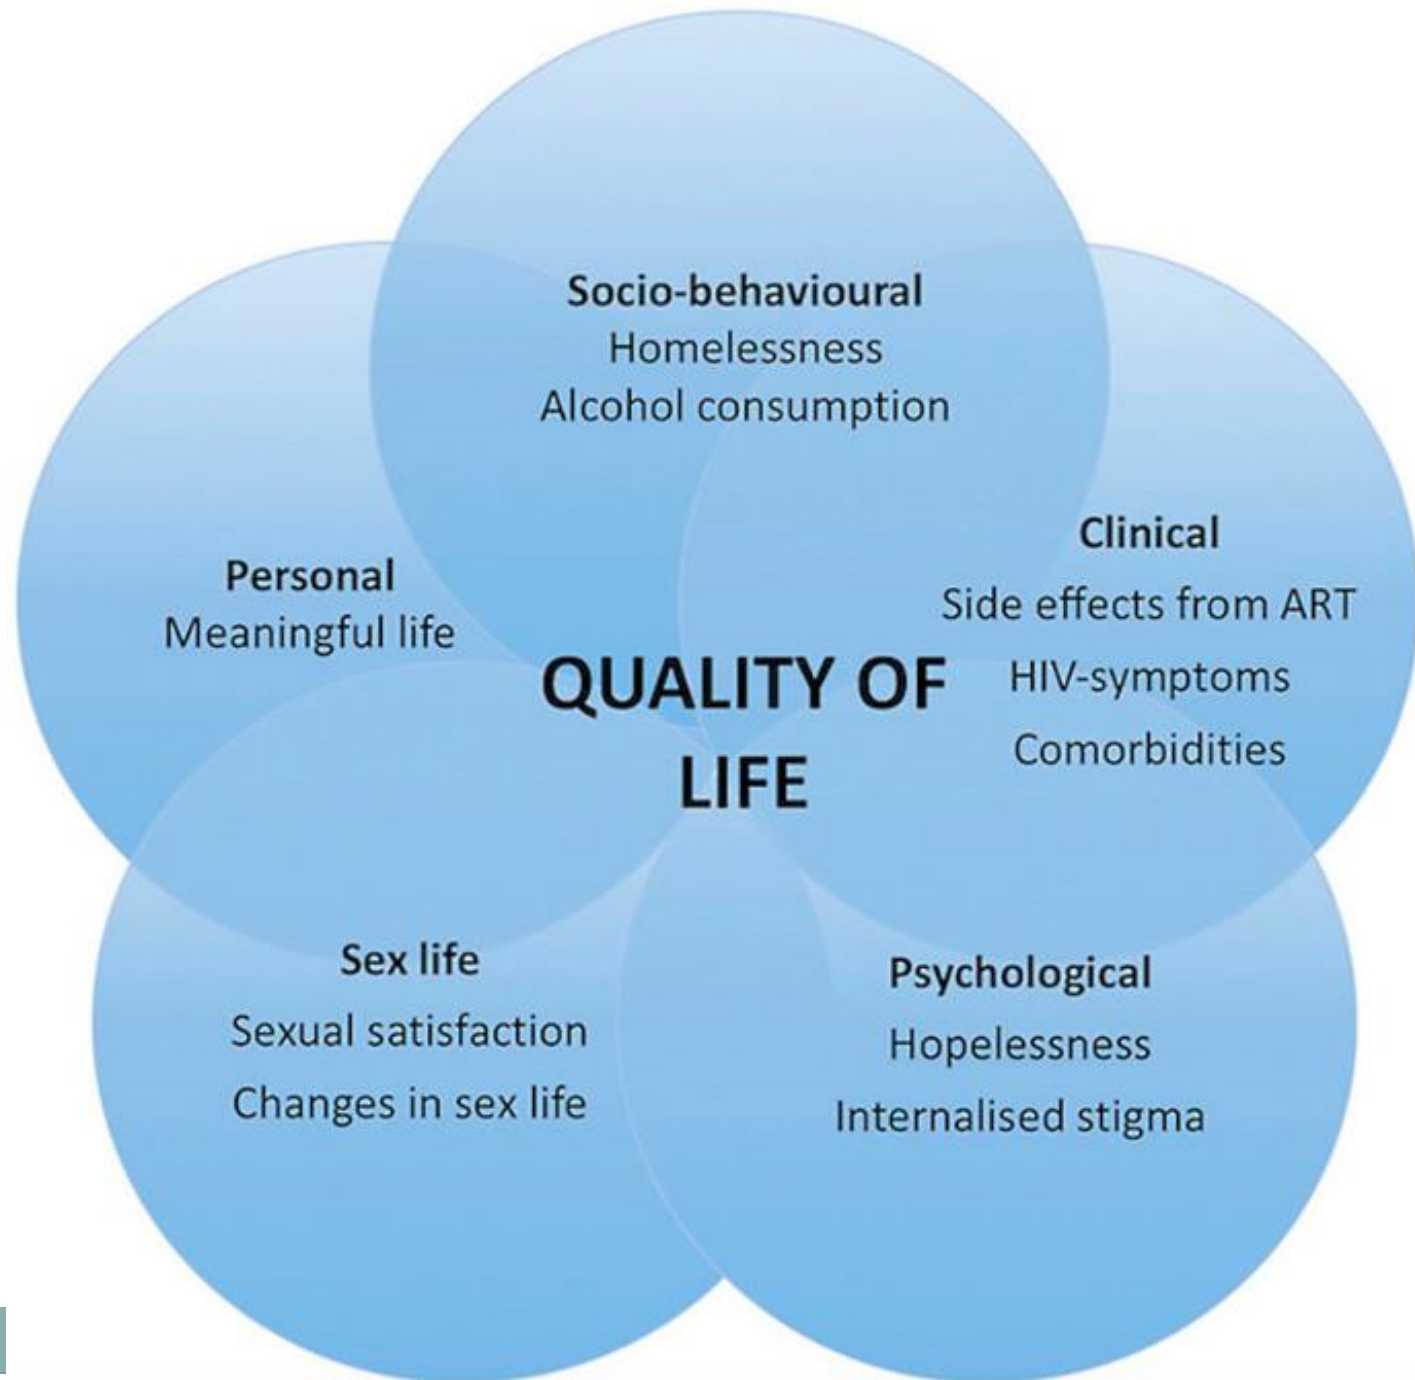 Socio-behavioural
Homelessness
Alcohol consumption
Personal
Meaningful life
Clinical
Side effects from ART
HIV-symptoms
Comorbidities
QUALITY OF
LIFE
Sex life
Sexual satisfaction
Changes in sex life
Psychological
Hopelessness
Internalised stigma